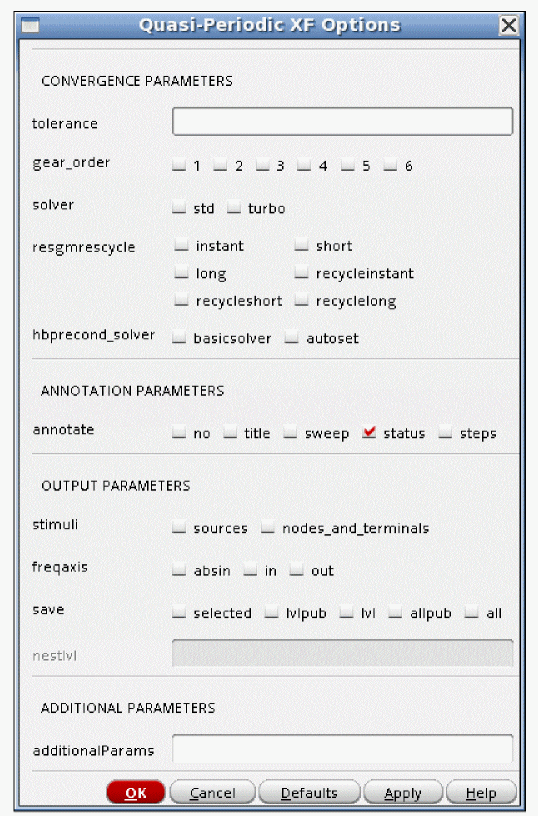 Quasi-Periodic XF Options
CONVERGENCE PARAMETERS
tolerance
gear_order 1 2 3 4 5 6
solver std turbo
resgmrescycle instant short
long recycleinstant
recycleshort recyclelong
hbprecond_solver basicsolver autoset
ANNOTATION PARAMETERS
annotate no title sweep status steps
OUTPUT PARAMETERS
stimuli sources nodes_and_terminals
freqaxis absin in out
save selected lvlpub lvl allpub all
nestlvl
ADDITIONAL PARAMETERS
additionalParams
OK Cancel Defaults Apply Help